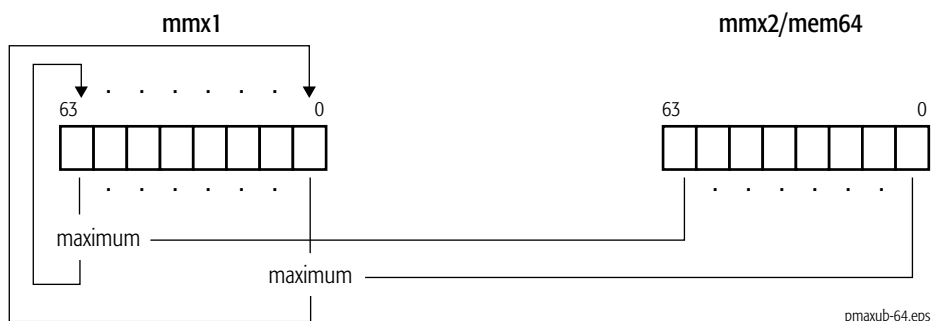 mmx1 mmx2/mem64
63 0 63 0
maximum
maximum
pmaxub-64.eps